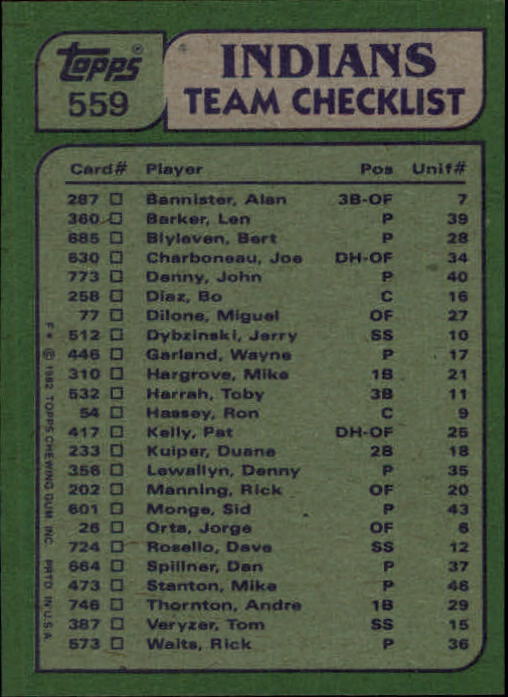 Topps®
559
INDIANS
TEAM CHECKLIST
Card# Player Pos Unif#
287 Bannister, Alan 3B-OF 7
360 Barker, Len P 39
685 Blyleven, Bert P 28
630 Charboneau, Joe DH-OF 34
773 Denny, John P 40
258 Diaz, Bo C 16
77 Dilone, Miguel OF 27
512 Dybzinski, Jerry SS 10
446 Garland, Wayne P 17
310 Hargrove, Mike 1B 21
532 Harrah, Toby 3B 11
54 Hassey, Ron C 9
417 Kelly, Pat DH-OF 25
233 Kuiper, Duane 2B 18
356 Lewallyn, Denny P 35
202 Manning, Rick OF 20
601 Monge, Sid P 43
26 Orta, Jorge OF 6
724 Rosello, Dave SS 12
664 Spillner, Dan P 37
473 Stanton, Mike P 46
746 Thornton, Andre 1B 29
387 Veryzer, Tom SS 15
573 Waits, Rick P 36
F * © 1982 TOPPS CHEWING GUM, INC. PRTD. IN U.S.A.